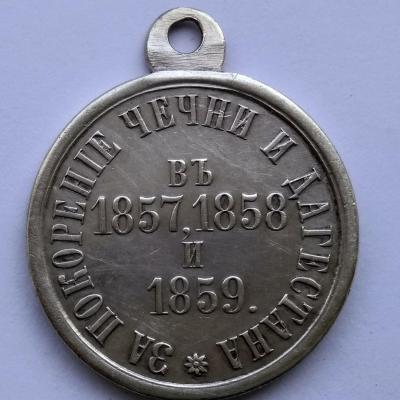 ЗА ПОКОРЕНІЕ ЧЕЧНИ И ДАГЕСТАНА
ВЪ
1857, 1858
И
1859.